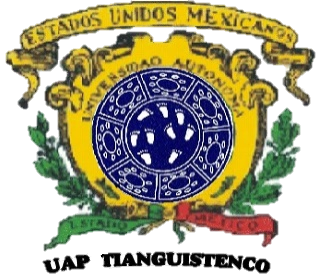 ESTADOS UNIDOS MEXICANOS
UNIVERSIDAD AUTONOMA
ESTADO MEXICO
UAP TIANGUISTENCO